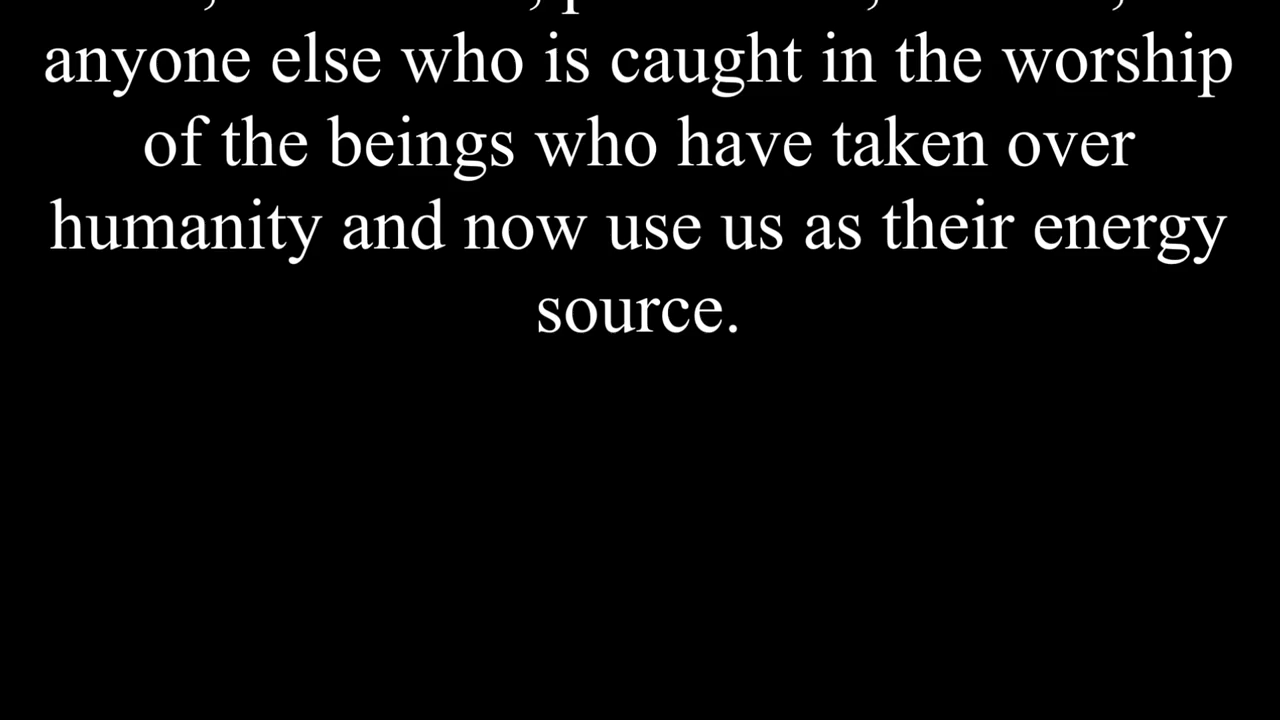 anyone else who is caught in the worship
of the beings who have taken over
humanity and now use us as their energy
source.